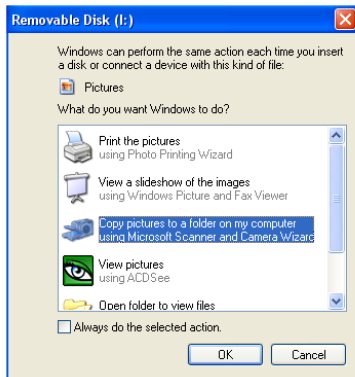 Removable Disk (I:)
Windows can perform the same action each time you insert
a disk or connect a device with this kind of file:
Pictures
What do you want Windows to do?
Print the pictures
using Photo Printing Wizard
View a slideshow of the images
using Windows Picture and Fax Viewer
Copy pictures to a folder on my computer
using Microsoft Scanner and Camera Wizard
View pictures
using ACDSee
Open folder to view files
Always do the selected action.
OK
Cancel